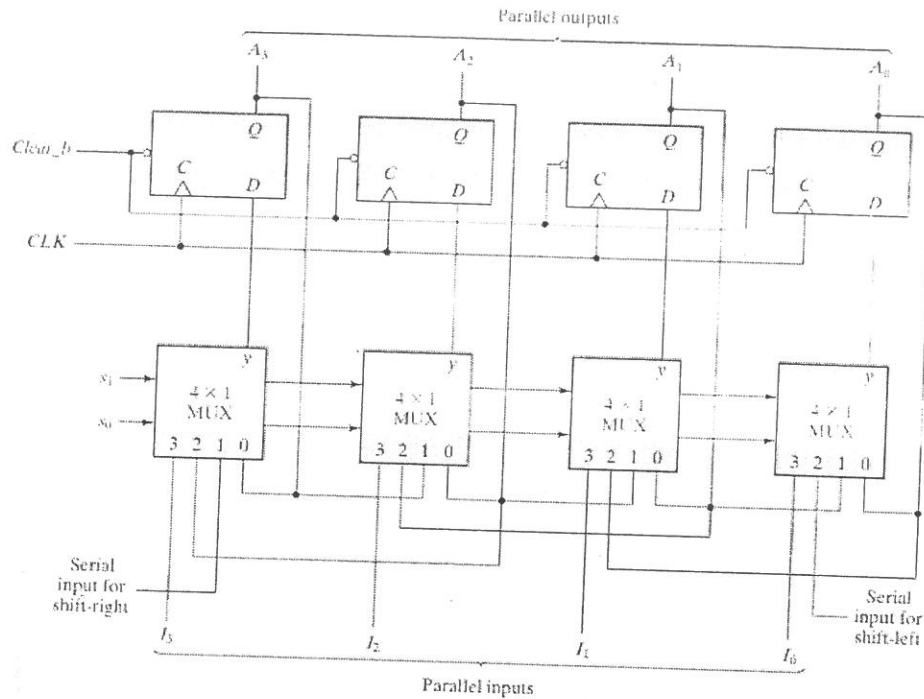 Parallel outputs
A3 A2 A1 A0
Q Q Q Q
Clear_b
C D C D C D C D
CLK
y y y y
s1
4 × 1 MUX
4 × 1 MUX
4 × 1 MUX
4 × 1 MUX
s0
3 2 1 0 3 2 1 0 3 2 1 0 3 2 1 0
Serial input for shift-right
Serial input for shift-left
I3 I2 I1 I0
Parallel inputs